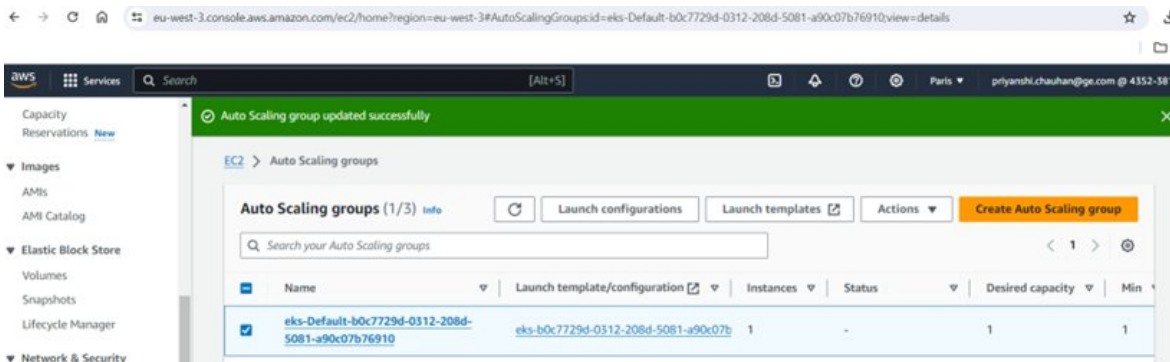 eu-west-3.console.aws.amazon.com/ec2/home?region=eu-west-3#AutoScalingGroups:id=eks-Default-b0c7729d-0312-208d-5081-a90c07b76910;view=details
aws Services Search [Alt+S] Paris priyanshi.chauhan@ge.com @ 4352-38
Capacity
Reservations New
Images
AMIs
AMI Catalog
Elastic Block Store
Volumes
Snapshots
Lifecycle Manager
Network & Security
Auto Scaling group updated successfully
EC2 > Auto Scaling groups
Auto Scaling groups (1/3) Info Launch configurations Launch templates Actions Create Auto Scaling group
Search your Auto Scaling groups 1
Name Launch template/configuration Instances Status Desired capacity Min
eks-Default-b0c7729d-0312-208d- eks-b0c7729d-0312-208d-5081-a90c07b 1 - 1 1
5081-a90c07b76910